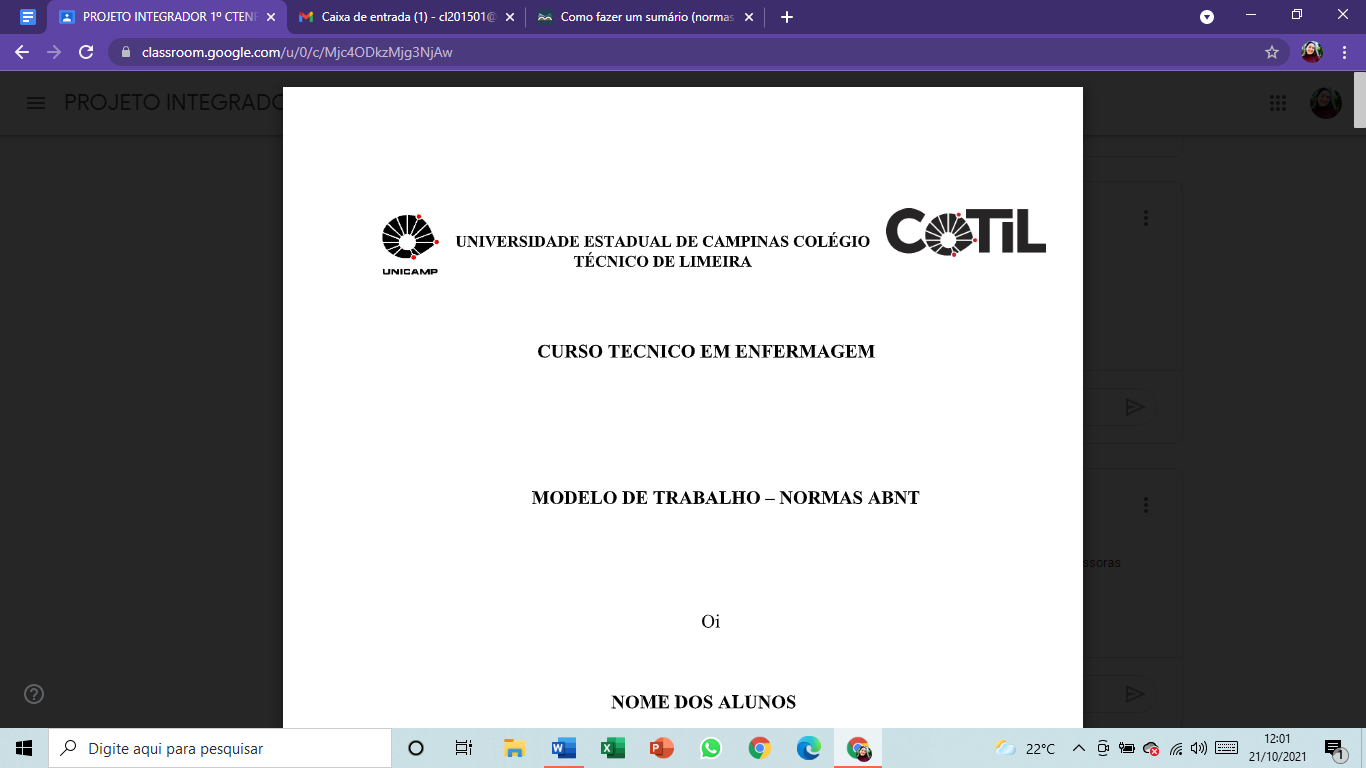 PROJETO INTEGRADOR 1º CTENF
Caixa de entrada (1) - cl201501@
Como fazer um sumário (normas
classroom.google.com/u/0/c/Mjc4ODkzMjg3NjAw
PROJETO INTEGRADO
UNICAMP
UNIVERSIDADE ESTADUAL DE CAMPINAS COLÉGIO
TÉCNICO DE LIMEIRA
COTIL
CURSO TECNICO EM ENFERMAGEM
MODELO DE TRABALHO – NORMAS ABNT
ssoras
Oi
NOME DOS ALUNOS
Digite aqui para pesquisar
22°C
12:01
21/10/2021
1